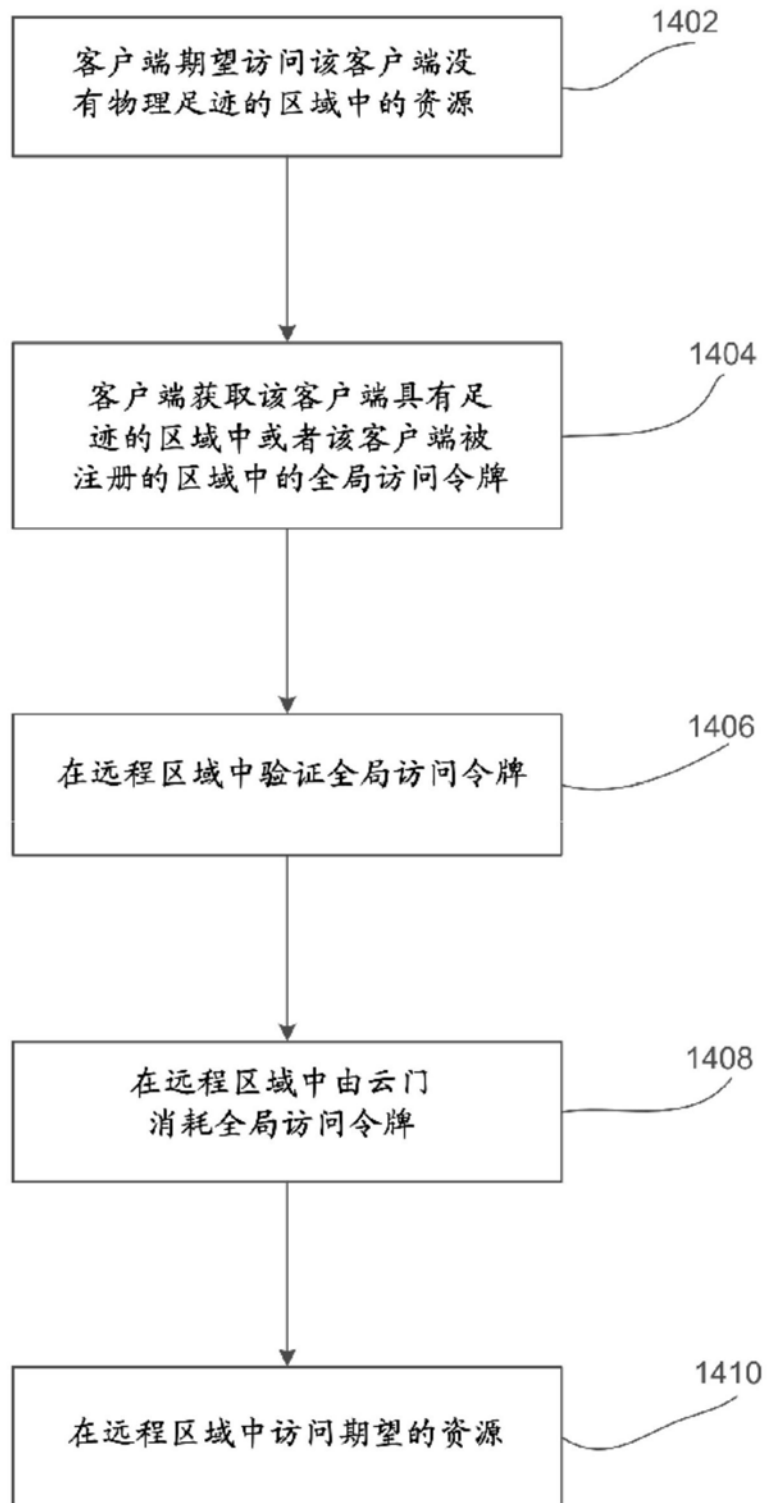 1402
客户端期望访问该客户端没
有物理足迹的区域中的资源
1404
客户端获取该客户端具有足
迹的区域中或者该客户端被
注册的区域中的全局访问令牌
1406
在远程区域中验证全局访问令牌
1408
在远程区域中由云门
消耗全局访问令牌
1410
在远程区域中访问期望的资源